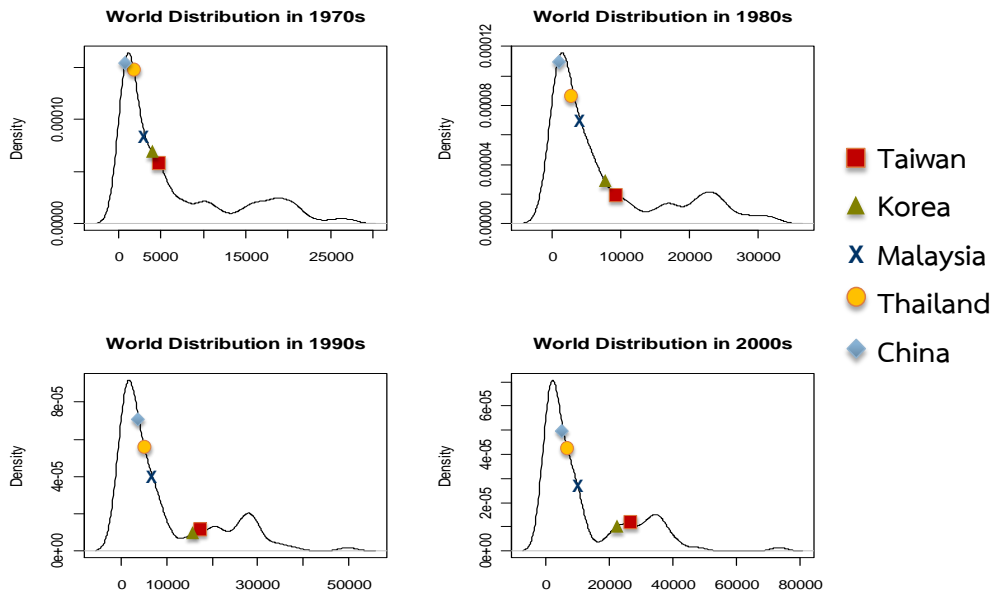 World Distribution in 1970s
Density
0.00000
0.00010
0
5000
15000
25000
World Distribution in 1980s
Density
0.00000
0.00004
0.00008
0.00012
0
10000
20000
30000
Taiwan
Korea
X Malaysia
Thailand
China
World Distribution in 1990s
Density
0e+00
4e-05
8e-05
0
10000
30000
50000
World Distribution in 2000s
Density
0e+00
2e-05
4e-05
6e-05
0
20000
40000
60000
80000